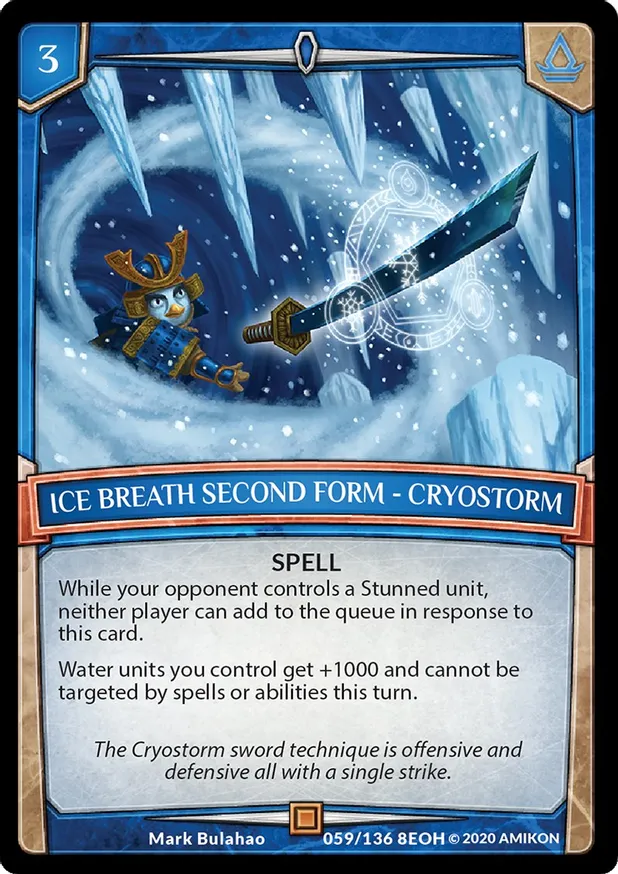 3
ICE BREATH SECOND FORM - CRYOSTORM
SPELL
While your opponent controls a Stunned unit,
neither player can add to the queue in response to
this card.
Water units you control get +1000 and cannot be
targeted by spells or abilities this turn.
The Cryostorm sword technique is offensive and
defensive all with a single strike.
Mark Bulahao 059/136 8EOH © 2020 AMIKON